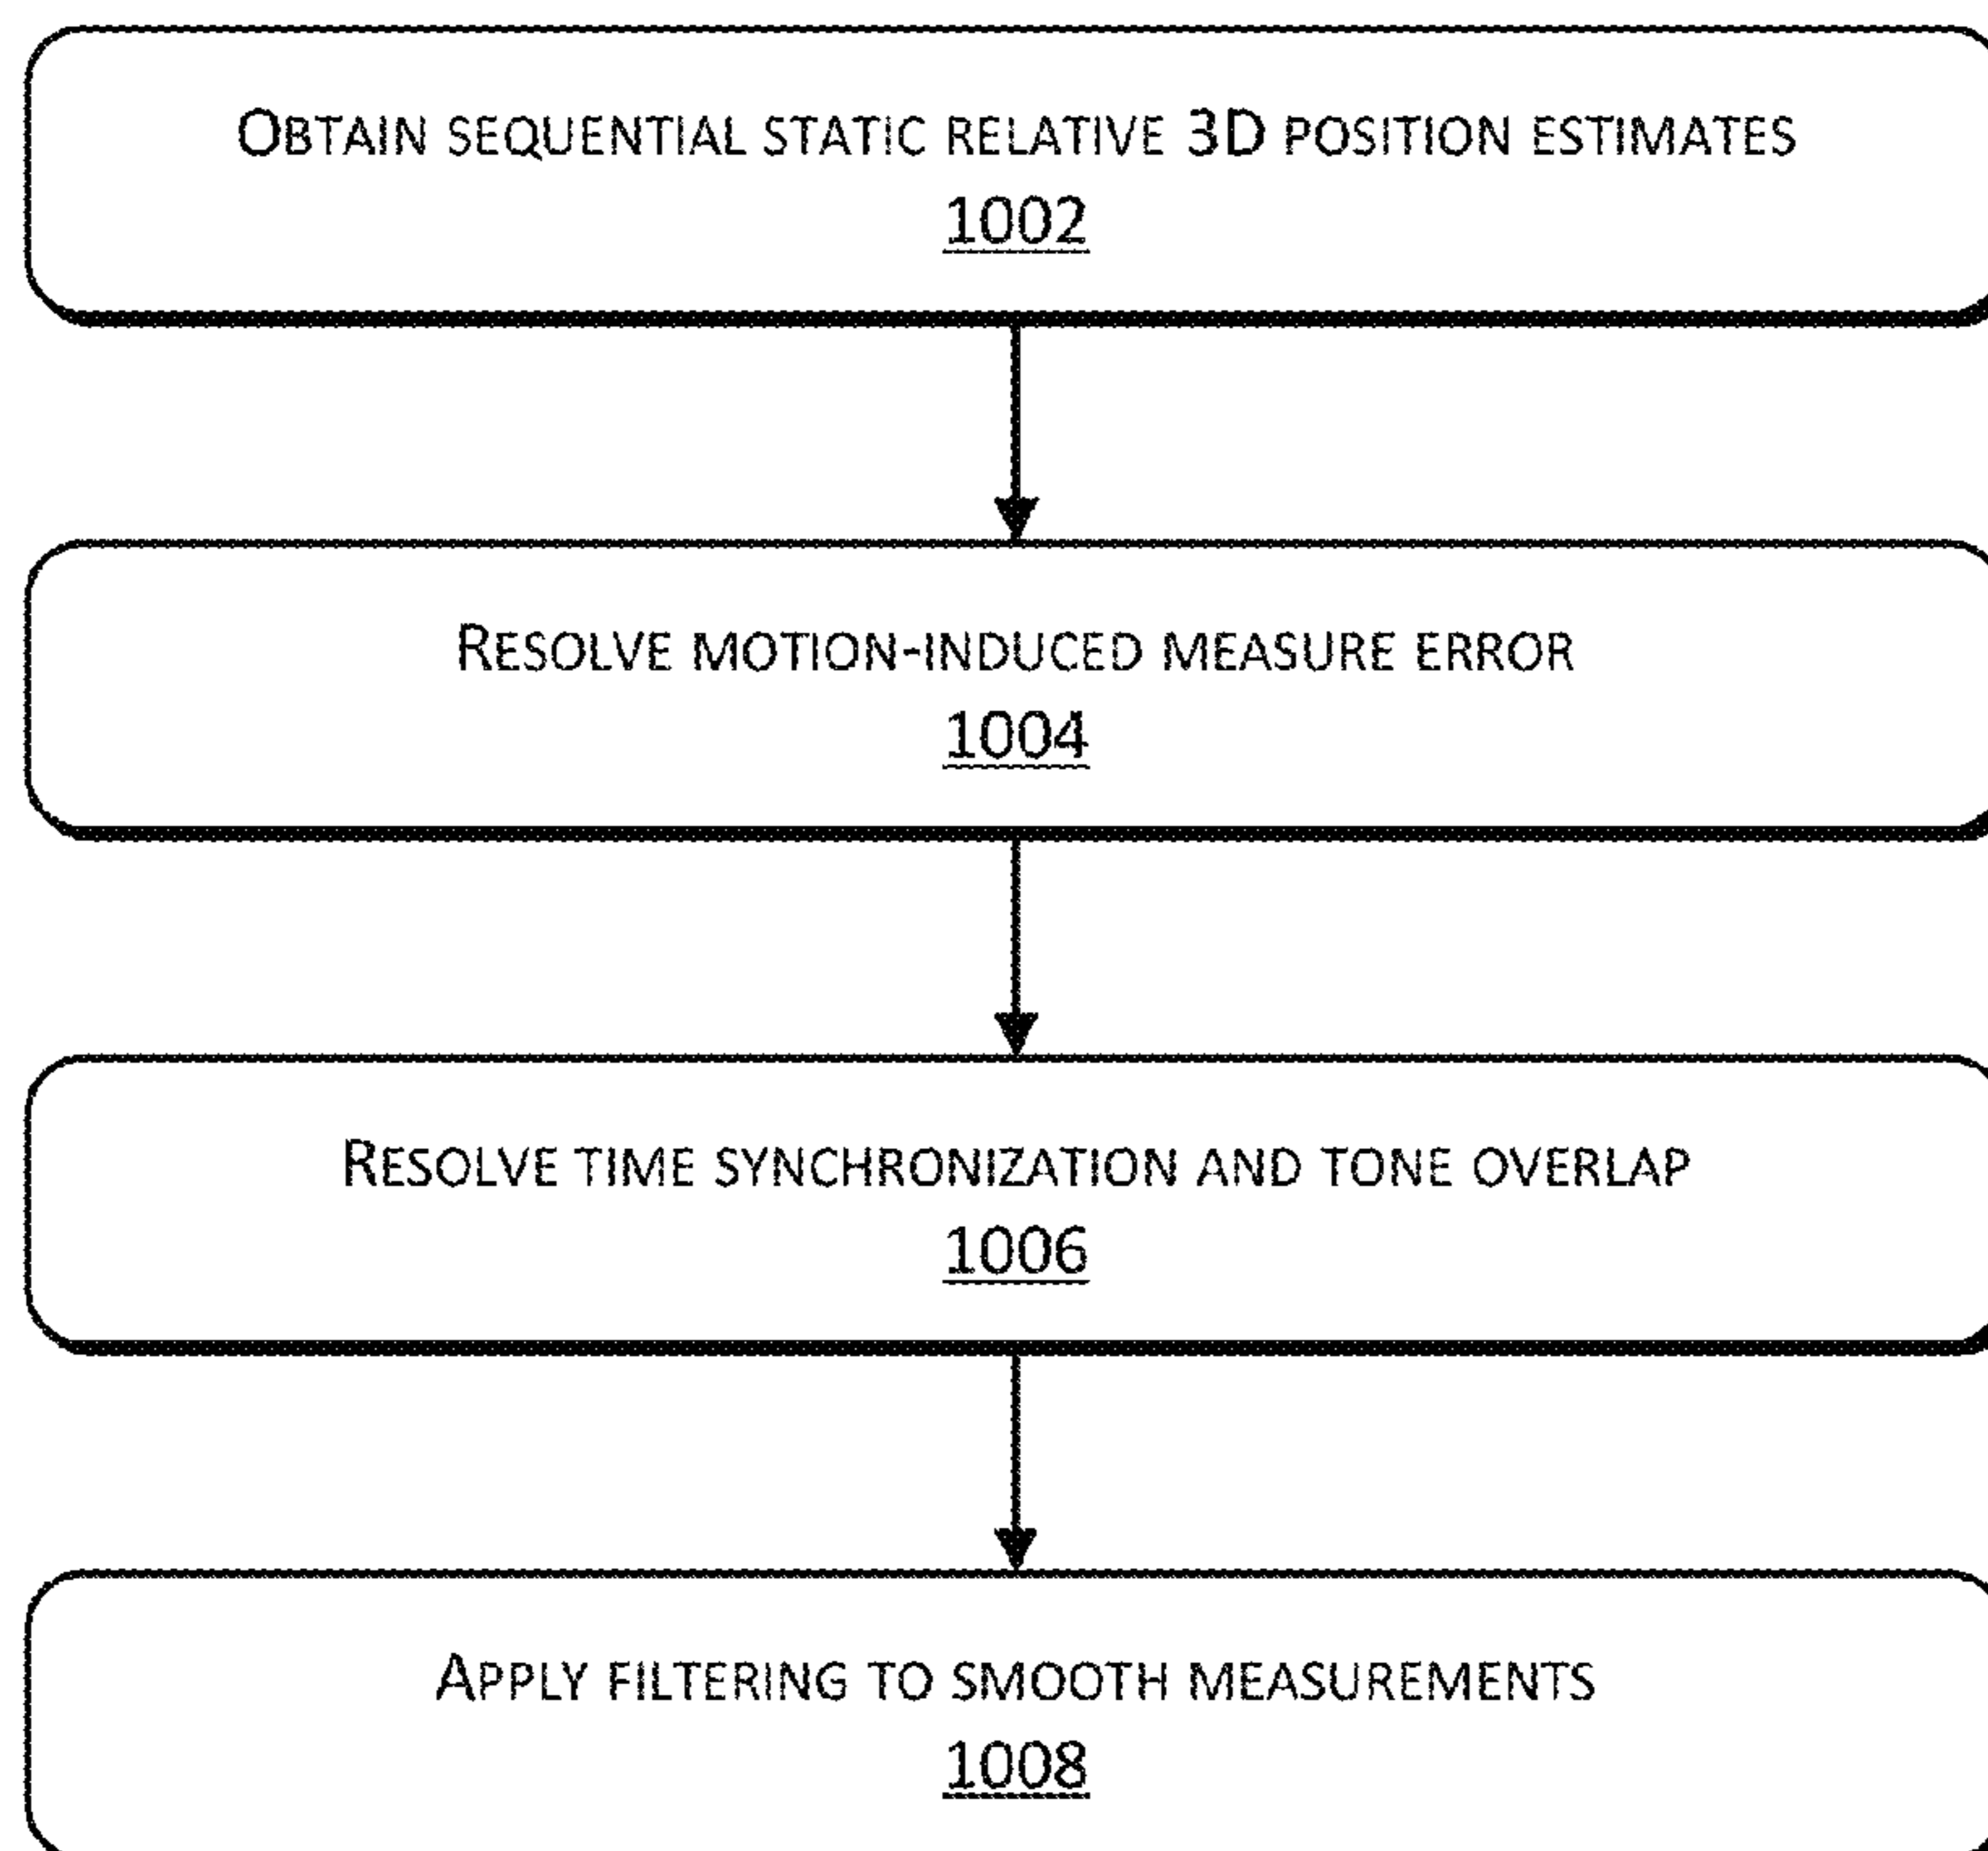 OBTAIN SEQUENTIAL STATIC RELATIVE 3D POSITION ESTIMATES
1002
RESOLVE MOTION-INDUCED MEASURE ERROR
1004
RESOLVE TIME SYNCHRONIZATION AND TONE OVERLAP
1006
APPLY FILTERING TO SMOOTH MEASUREMENTS
1008